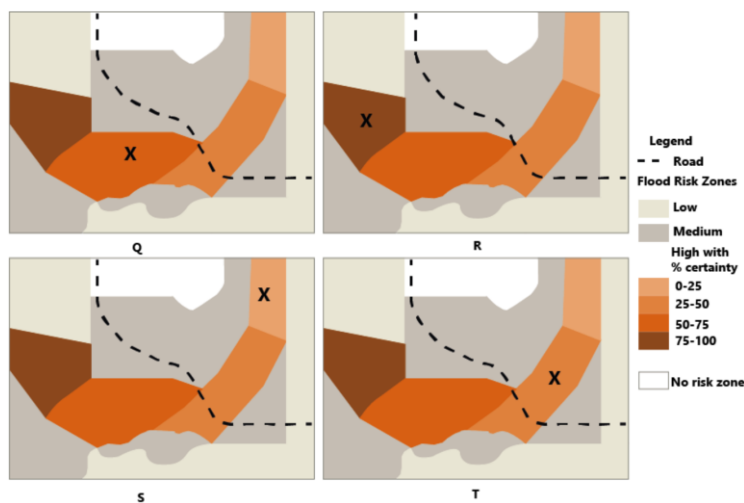 X
X
Q
R
X
X
S
T
Legend
Road
Flood Risk Zones
Low
Medium
High with
% certainty
0-25
25-50
50-75
75-100
No risk zone